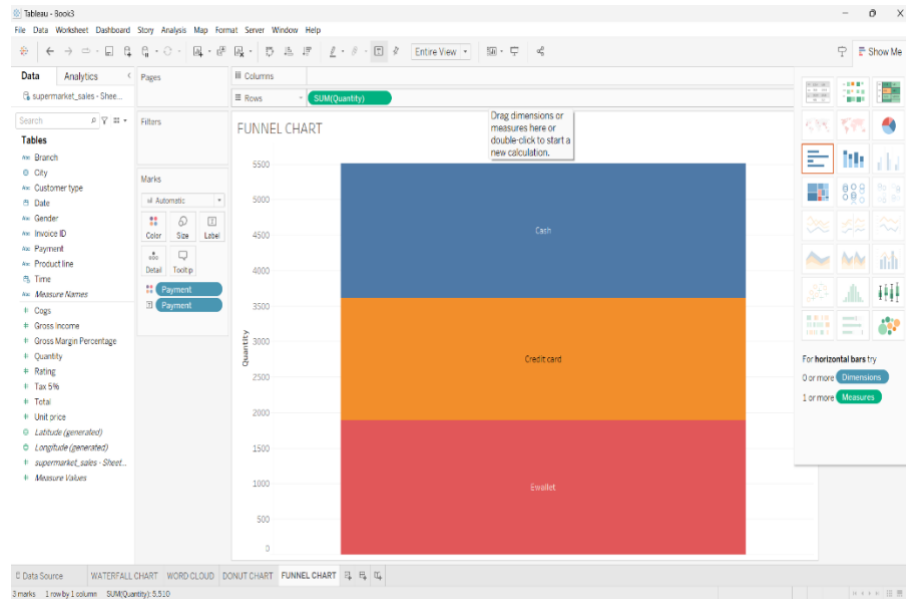 Tableau - Book3
File Data Worksheet Dashboard Story Analysis Map Format Server Window Help
Entire View
Show Me
Data Analytics
Pages
Columns
supermarket_sales - Shee...
Rows
SUM(Quantity)
Search
Filters
FUNNEL CHART
Drag dimensions or
measures here or
double-click to start a
new calculation.
Tables
Abc Branch
City
Abc Customer type
Date
Abc Gender
Abc Invoice ID
Abc Payment
Abc Product line
Time
Abc Measure Names
Cogs
Gross Income
Gross Margin Percentage
Quantity
Rating
Tax 5%
Total
Unit price
Latitude (generated)
Longitude (generated)
supermarket_sales - Sheet...
Measure Values
Marks
Automatic
Color Size Label
Detail Tooltip
Payment
Payment
Quantity
5500
5000
4500
4000
3500
3000
2500
2000
1500
1000
500
0
Cash
Credit card
Ewallet
For horizontal bars try
0 or more Dimensions
1 or more Measures
Data Source WATERFALL CHART WORD CLOUD DONUT CHART FUNNEL CHART
3 marks 1 row by 1 column SUM(Quantity): 5,510